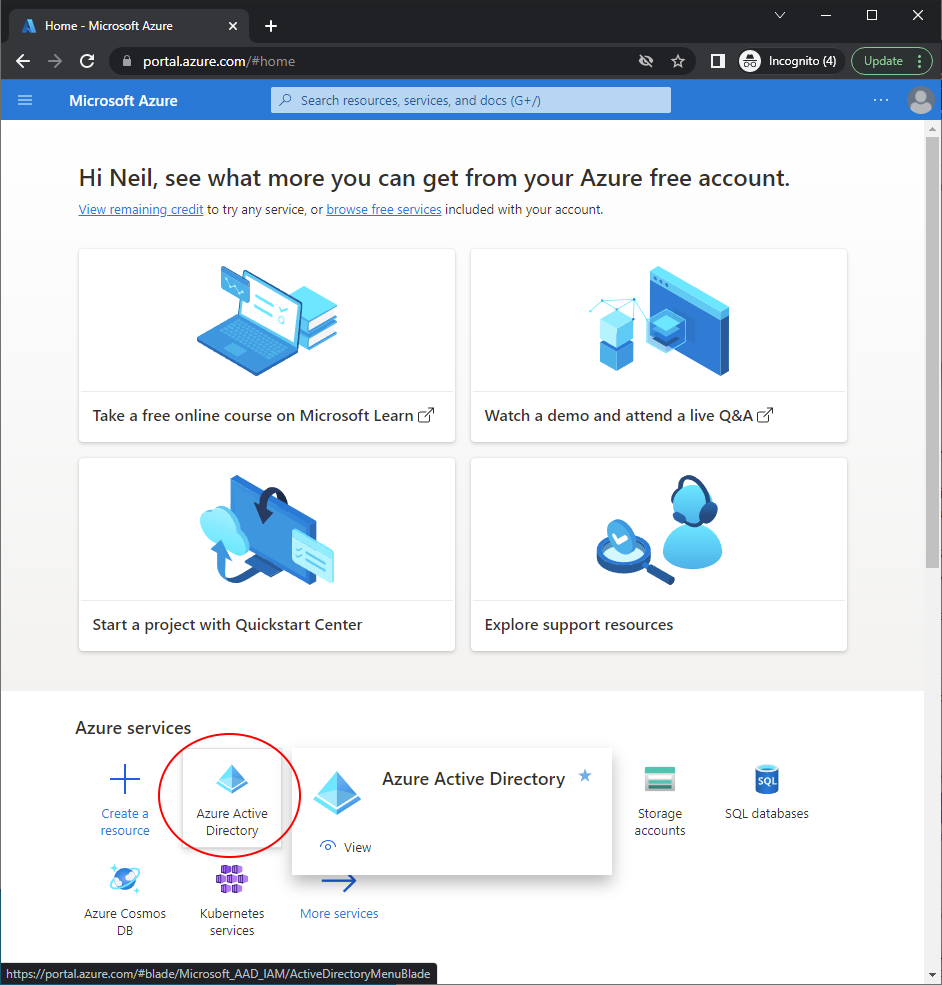 Home - Microsoft Azure
portal.azure.com/#home
Incognito (4)
Update
Microsoft Azure
Search resources, services, and docs (G+/)
Hi Neil, see what more you can get from your Azure free account.
View remaining credit to try any service, or browse free services included with your account.
Take a free online course on Microsoft Learn
Watch a demo and attend a live Q&A
Start a project with Quickstart Center
Explore support resources
Azure services
Create a
resource
Azure Active
Directory
Azure Active Directory
View
Storage
accounts
SQL
SQL databases
Azure Cosmos
DB
Kubernetes
services
More services
https://portal.azure.com/#blade/Microsoft_AAD_IAM/ActiveDirectoryMenuBlade